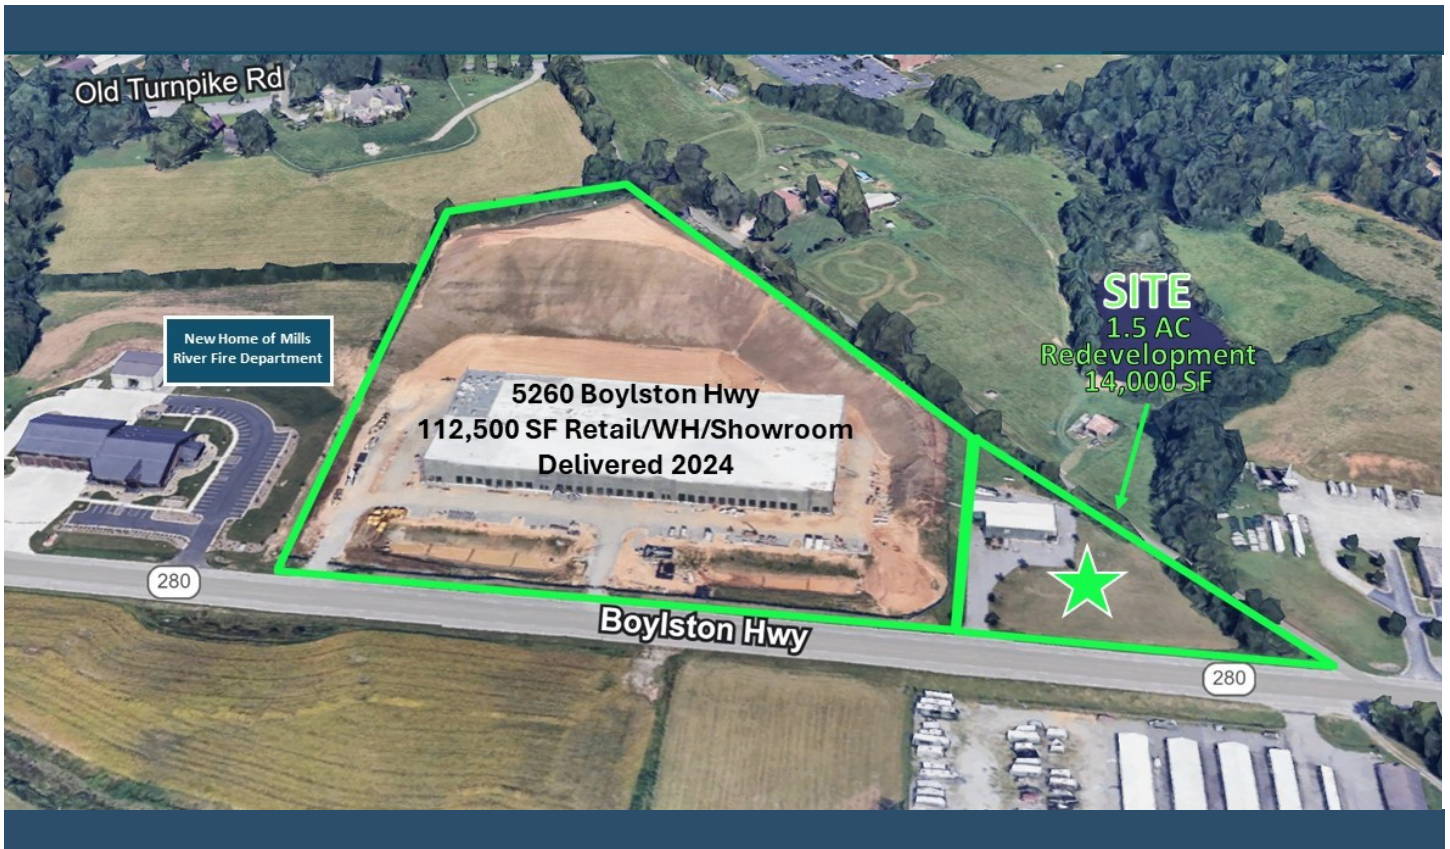 Old Turnpike Rd
New Home of Mills
River Fire Department
5260 Boylston Hwy
112,500 SF Retail/WH/Showroom
Delivered 2024
SITE
1.5 AC
Redevelopment
14,000 SF
280
Boylston Hwy
280